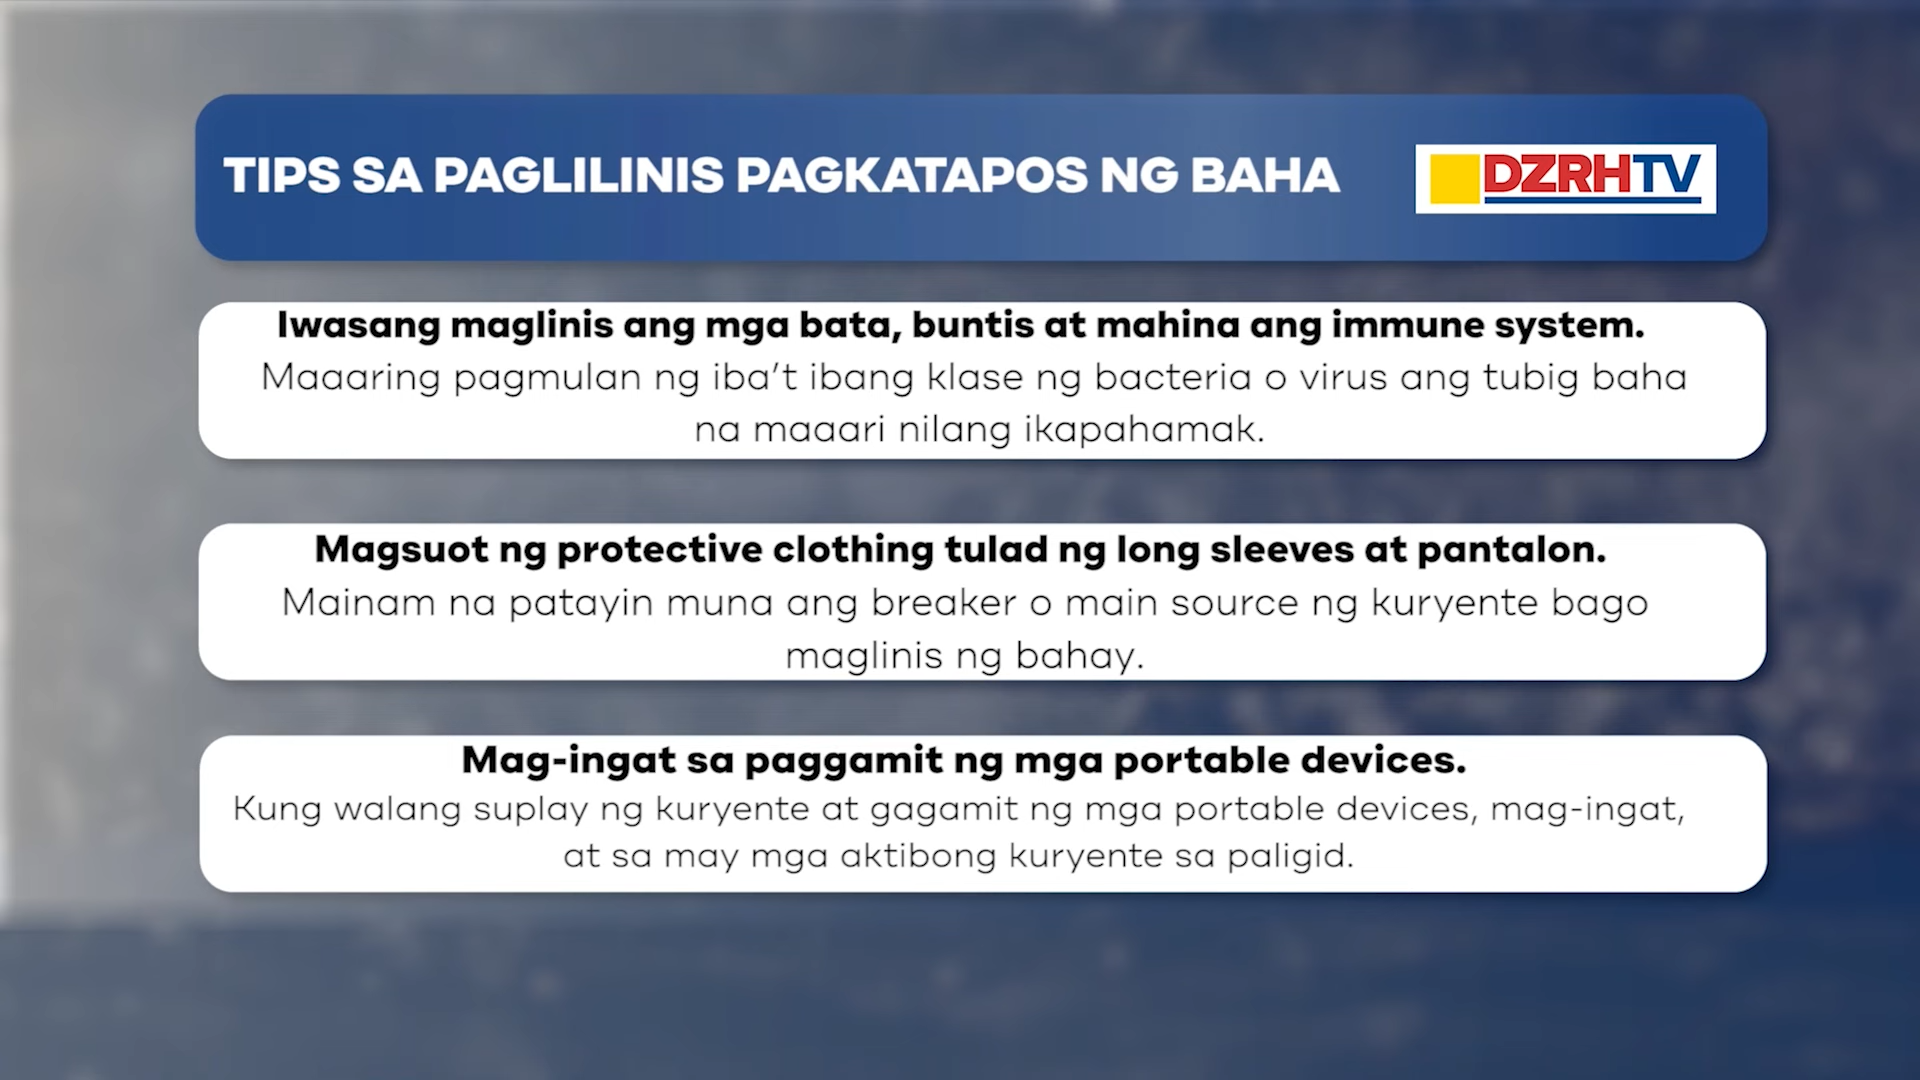 TIPS SA PAGLILINIS PAGKATAPOS NG BAHA
DZRHTV
Iwasang maglinis ang mga bata, buntis at mahina ang immune system.
Maaaring pagmulan ng iba't ibang klase ng bacteria o virus ang tubig baha
na maaari nilang ikapahamak.
Magsuot ng protective clothing tulad ng long sleeves at pantalon.
Mainam na patayin muna ang breaker o main source ng kuryente bago
maglinis ng bahay.
Mag-ingat sa paggamit ng mga portable devices.
Kung walang suplay ng kuryente at gagamit ng mga portable devices, mag-ingat,
at sa may mga aktibong kuryente sa paligid.